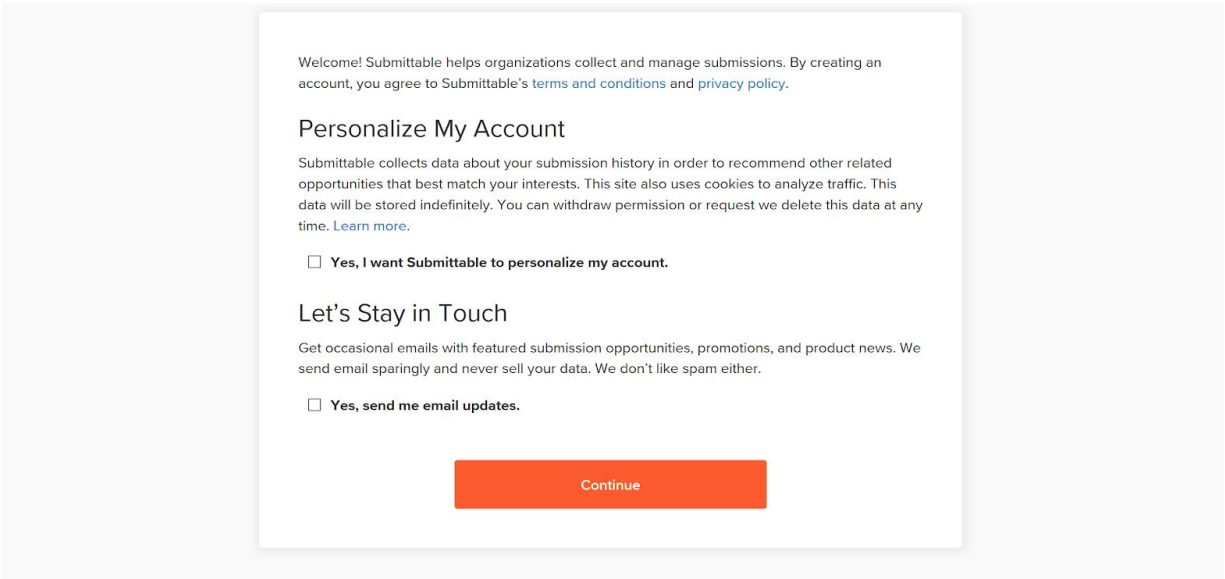 Welcome! Submittable helps organizations collect and manage submissions. By creating an
account, you agree to Submittable’s terms and conditions and privacy policy.
Personalize My Account
Submittable collects data about your submission history in order to recommend other related
opportunities that best match your interests. This site also uses cookies to analyze traffic. This
data will be stored indefinitely. You can withdraw permission or request we delete this data at any
time. Learn more.
Yes, I want Submittable to personalize my account.
Let’s Stay in Touch
Get occasional emails with featured submission opportunities, promotions, and product news. We
send email sparingly and never sell your data. We don’t like spam either.
Yes, send me email updates.
Continue